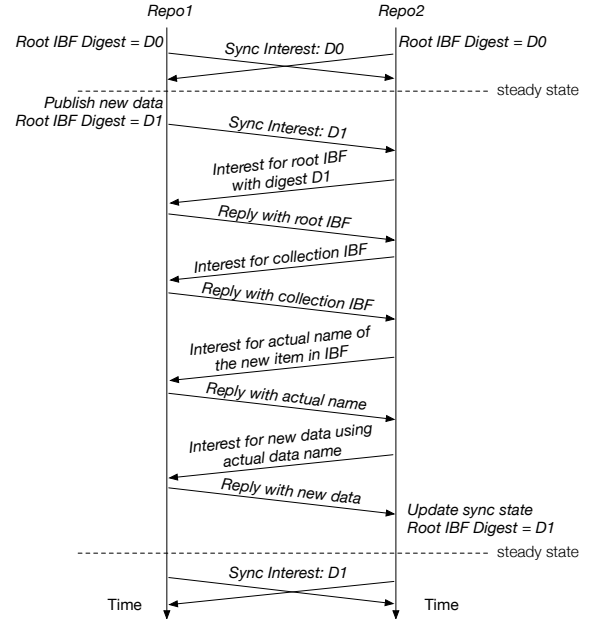 Repo1
Repo2
Root IBF Digest = D0
Sync Interest: D0
Root IBF Digest = D0
steady state
Publish new data
Root IBF Digest = D1
Sync Interest: D1
Interest for root IBF
with digest D1
Reply with root IBF
Interest for collection IBF
Reply with collection IBF
Interest for actual name of
the new item in IBF
Reply with actual name
Interest for new data using
actual data name
Reply with new data
Update sync state
Root IBF Digest = D1
steady state
Sync Interest: D1
Time
Time